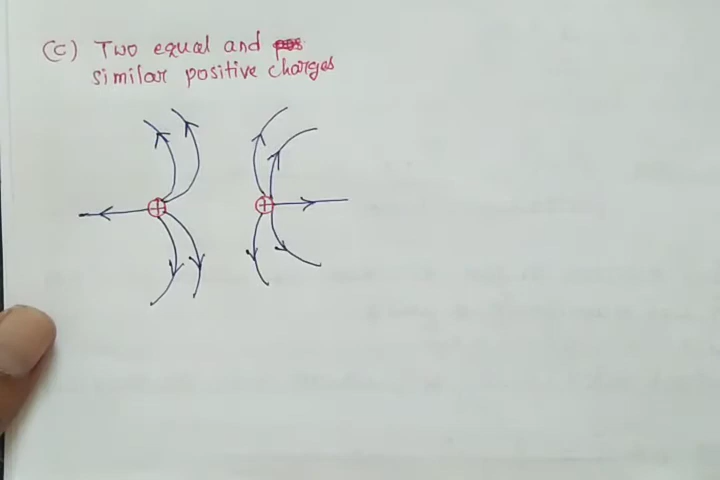 (C) Two equal and
similar positive charges
+ +